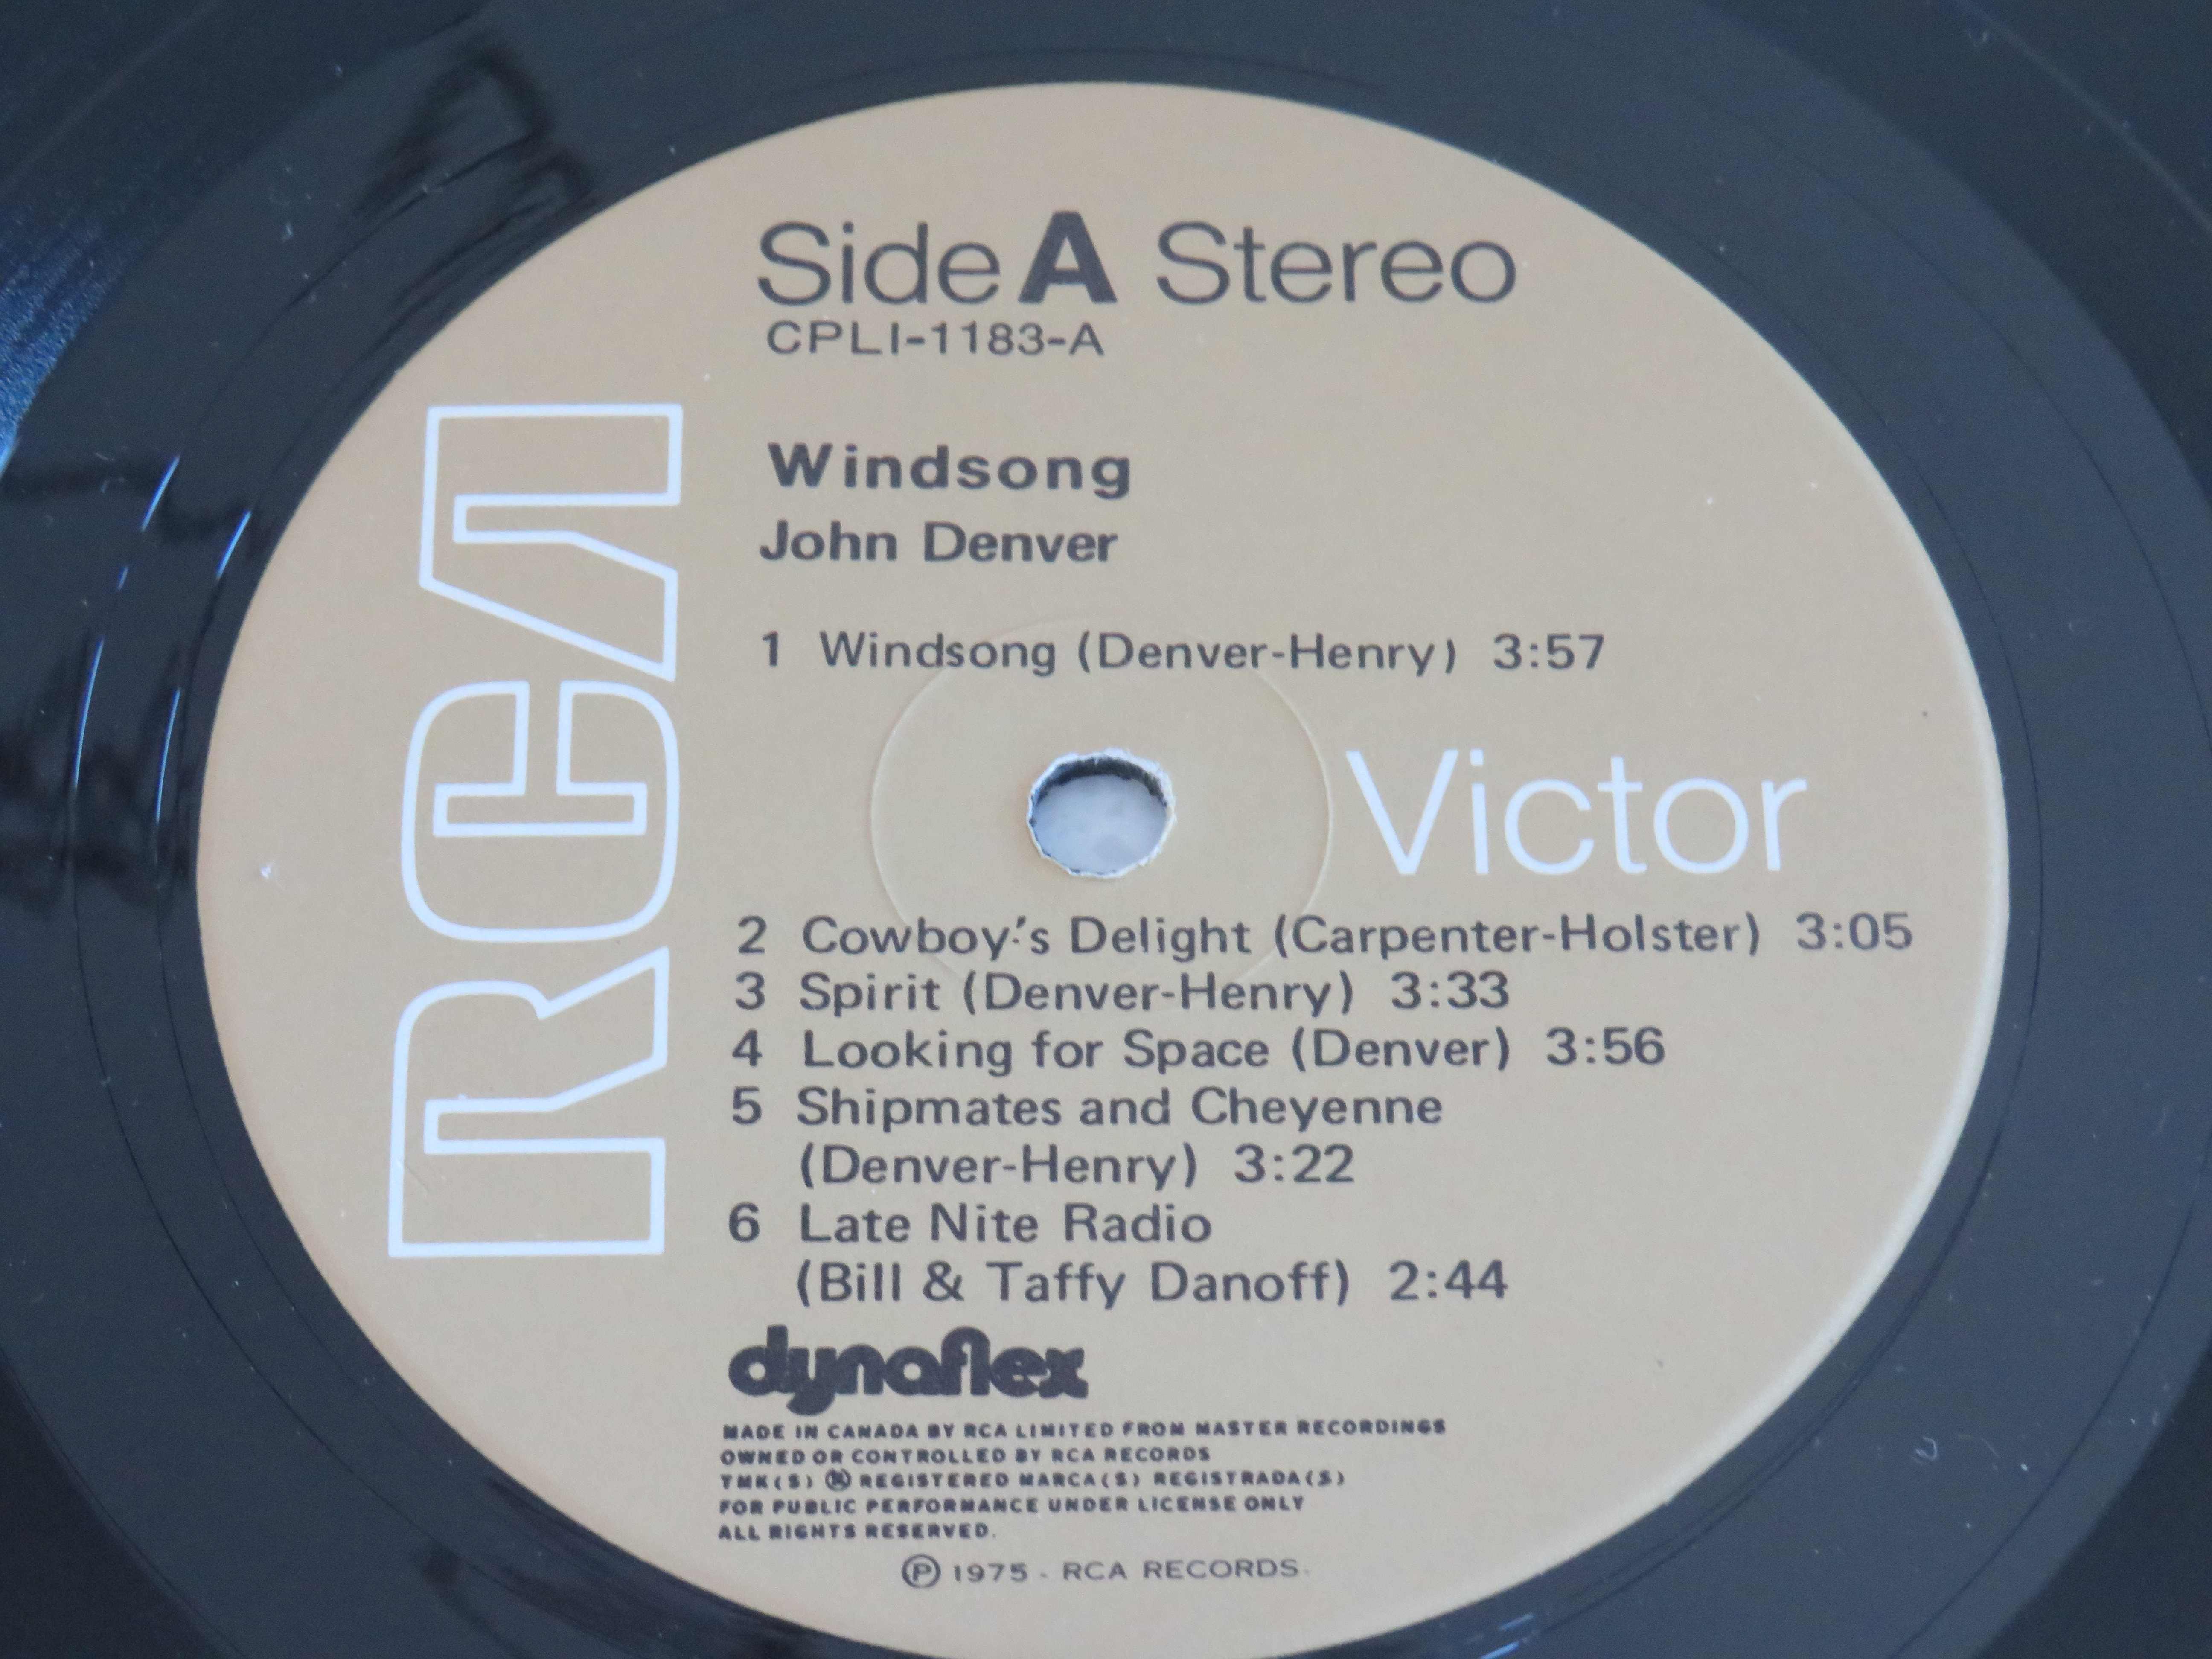 Side A Stereo
CPLI-1183-A
Windsong
John Denver
1 Windsong (Denver-Henry) 3:57
RCA
Victor
2 Cowboy's Delight (Carpenter-Holster) 3:05
3 Spirit (Denver-Henry) 3:33
4 Looking for Space (Denver) 3:56
5 Shipmates and Cheyenne
(Denver-Henry) 3:22
6 Late Nite Radio
(Bill & Taffy Danoff) 2:44
dynaflex
MADE IN CANADA BY RCA LIMITED FROM MASTER RECORDINGS
OWNED OR CONTROLLED BY RCA RECORDS
TMK(S) ® REGISTERED MARCA(S) REGISTRADA(S)
FOR PUBLIC PERFORMANCE UNDER LICENSE ONLY
ALL RIGHTS RESERVED.
℗ 1975 - RCA RECORDS.